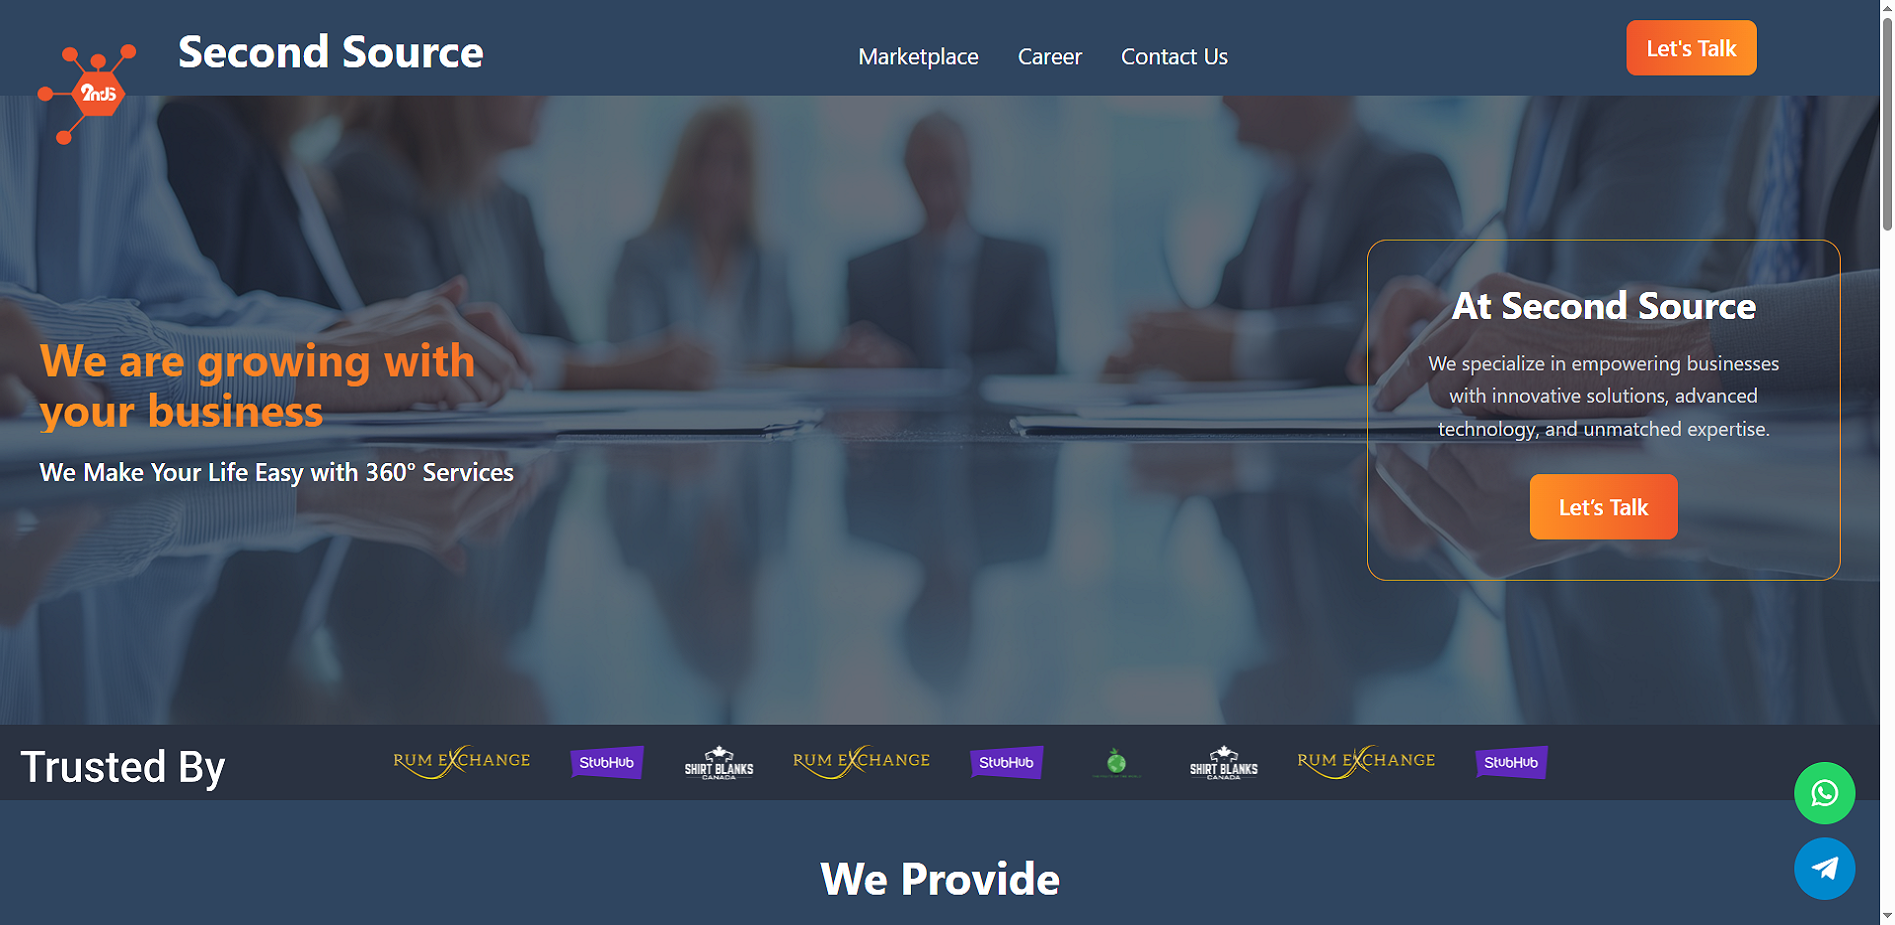 2ndS
Second Source
Marketplace
Career
Contact Us
Let's Talk
We are growing with
your business
We Make Your Life Easy with 360° Services
At Second Source
We specialize in empowering businesses
with innovative solutions, advanced
technology, and unmatched expertise.
Let’s Talk
Trusted By
RUM EXCHANGE
StubHub
SHIRT BLANKS
CANADA
RUM EXCHANGE
StubHub
SHIRT BLANKS
CANADA
RUM EXCHANGE
StubHub
We Provide